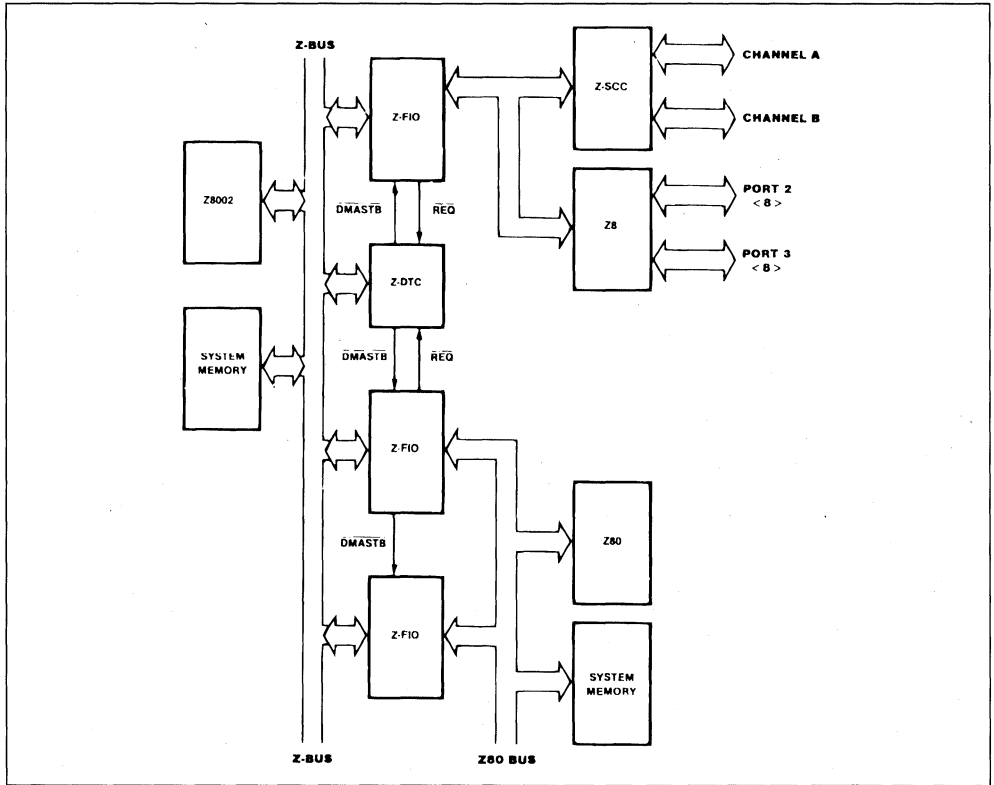 Z-BUS
Z-FIO
Z-SCC
CHANNEL A
CHANNEL B
Z8002
DMASTB
REQ
Z8
PORT 2
< 8 >
PORT 3
< 8 >
Z-DTC
SYSTEM
MEMORY
DMASTB
REQ
Z-FIO
Z80
DMASTB
Z-FIO
SYSTEM
MEMORY
Z-BUS
Z80 BUS